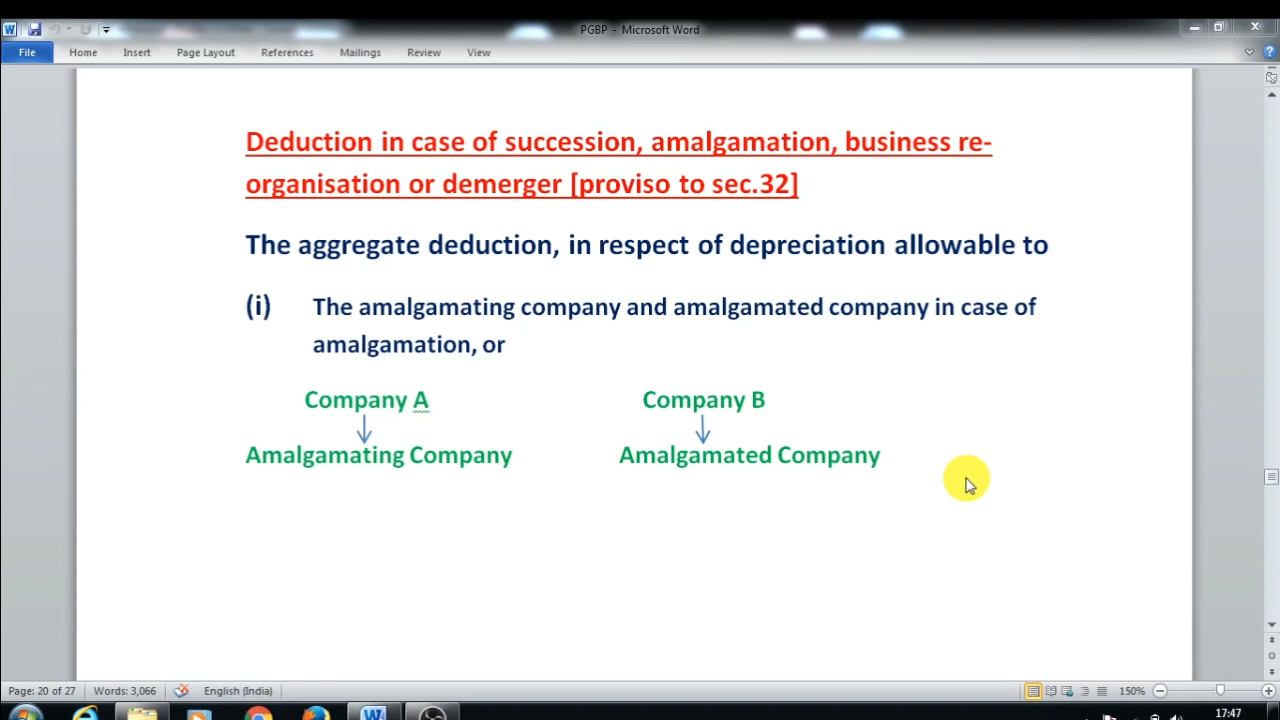 PGBP - Microsoft Word
File Home Insert Page Layout References Mailings Review View
Deduction in case of succession, amalgamation, business re-
organisation or demerger [proviso to sec.32]
The aggregate deduction, in respect of depreciation allowable to
(i) The amalgamating company and amalgamated company in case of
amalgamation, or
Company A Company B
Amalgamating Company Amalgamated Company
Page: 20 of 27 Words: 3,066 English (India) 150%
17:47